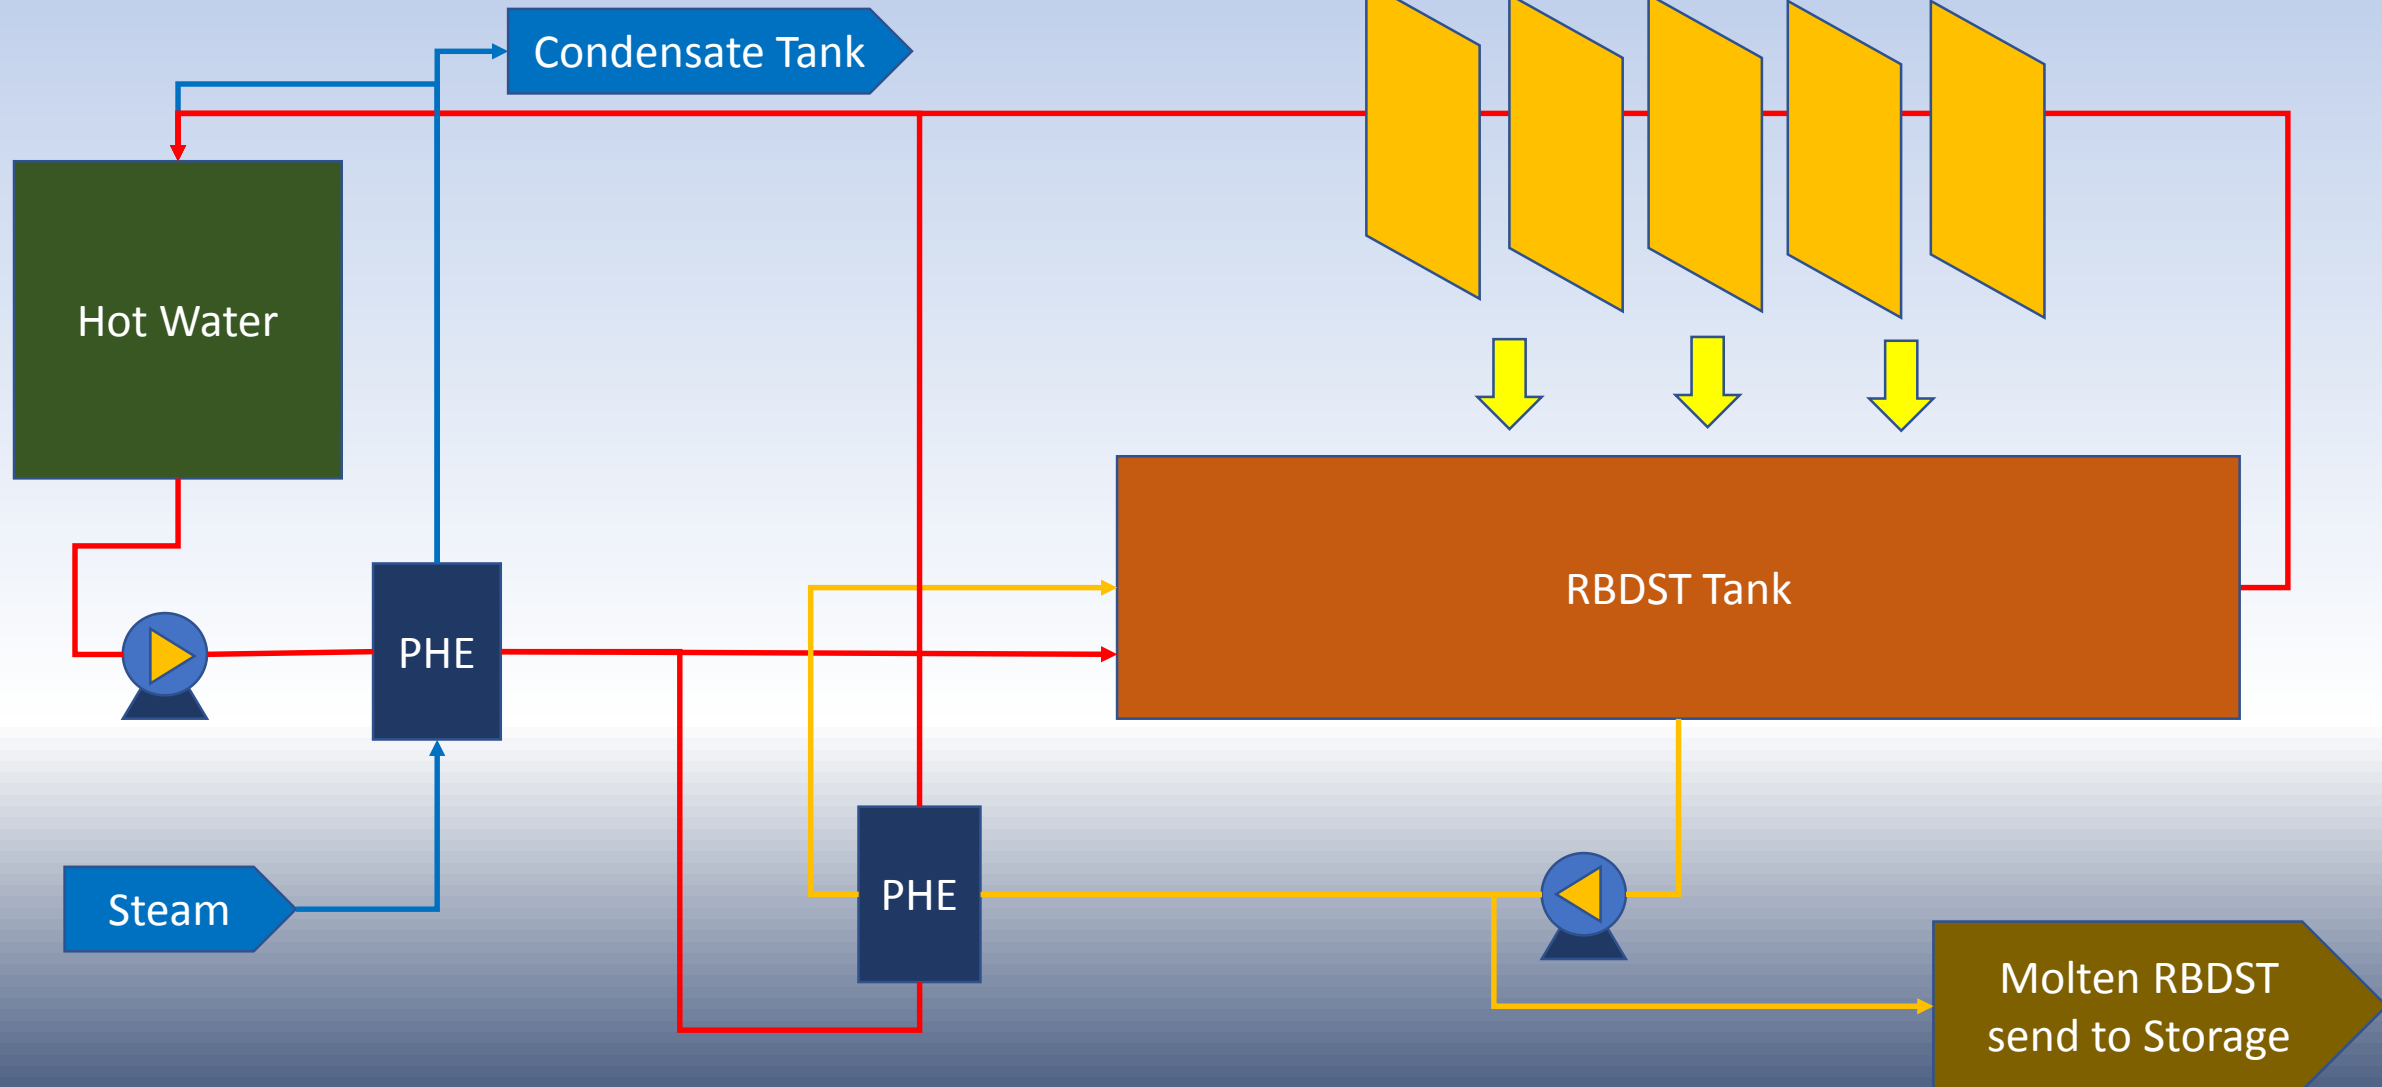 Condensate Tank
Hot Water
RBDST Tank
PHE
PHE
Steam
Molten RBDST
send to Storage